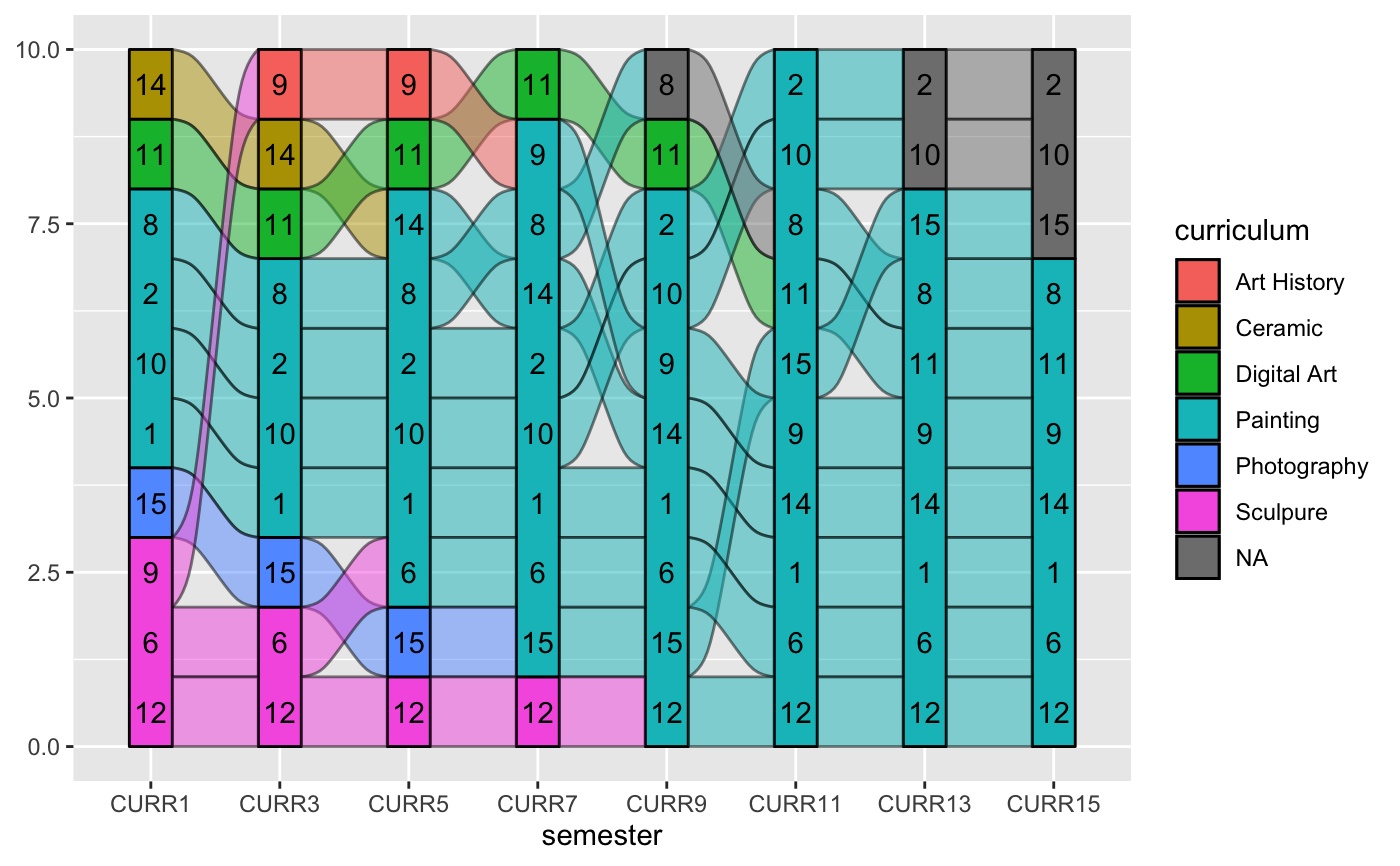 10.0
7.5
5.0
2.5
0.0
14 9 9 11 8 2 2 2
11 14 11 9 11 10 10 10
8 11 14 8 2 8 15 15
2 8 8 14 10 11 8 8
10 2 2 2 9 15 11 11
1 10 10 10 14 9 9 9
15 1 1 1 1 14 14 14
9 15 6 6 6 1 1 1
6 6 15 15 15 6 6 6
12 12 12 12 12 12 12 12
CURR1 CURR3 CURR5 CURR7 CURR9 CURR11 CURR13 CURR15
semester
curriculum
Art History
Ceramic
Digital Art
Painting
Photography
Sculpure
NA